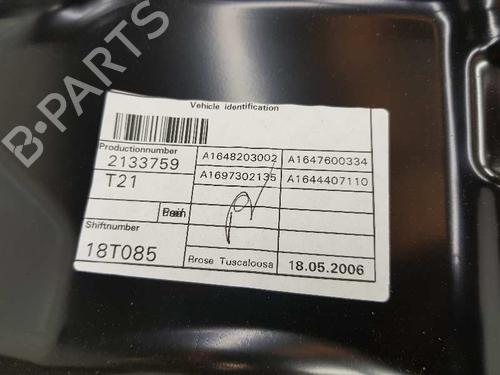 Vehicle identification
Productionnumber
2133759
A1648203002 A1647600334
T21
A1697302135 A1644407110
Shiftnumber
18T085
Brose Tuscaloosa 18.05.2006
B-PARTS